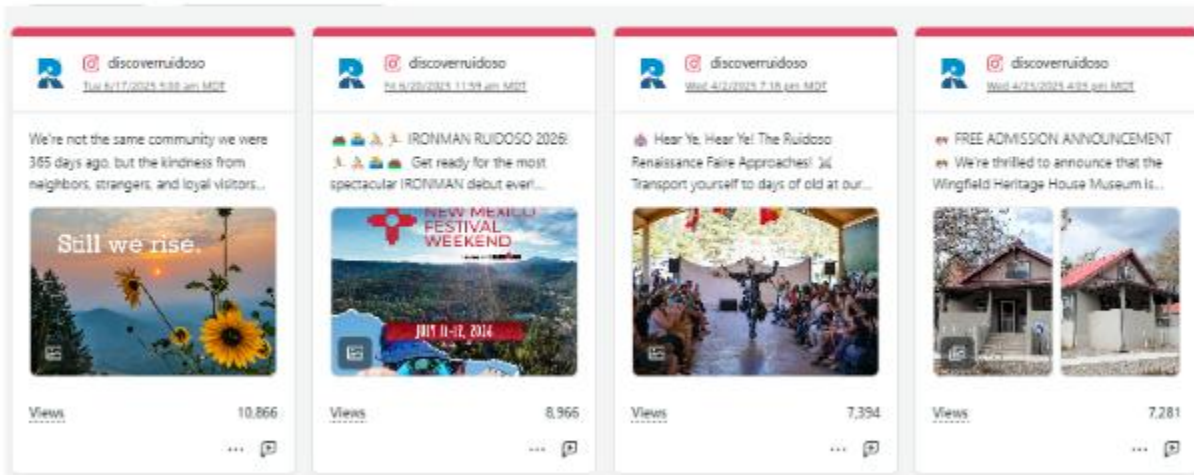 discoverruidoso
Tue 6/17/2025 5:00 am MDT
We're not the same community we were
365 days ago, but the kindness from
neighbors, strangers, and loyal visitors...
Still we rise.
Views 10,866
discoverruidoso
Fri 6/20/2025 11:59 am MDT
IRONMAN RUIDOSO 2026!
Get ready for the most
spectacular IRONMAN debut ever!...
NEW MEXICO
FESTIVAL
WEEKEND
JULY 11-12, 2026
Views 8,966
discoverruidoso
Wed 4/2/2025 7:16 pm MDT
Hear Ye, Hear Ye! The Ruidoso
Renaissance Faire Approaches!
Transport yourself to days of old at our...
Views 7,394
discoverruidoso
Wed 4/23/2025 4:05 pm MDT
FREE ADMISSION ANNOUNCEMENT
We're thrilled to announce that the
Wingfield Heritage House Museum is...
Views 7,281